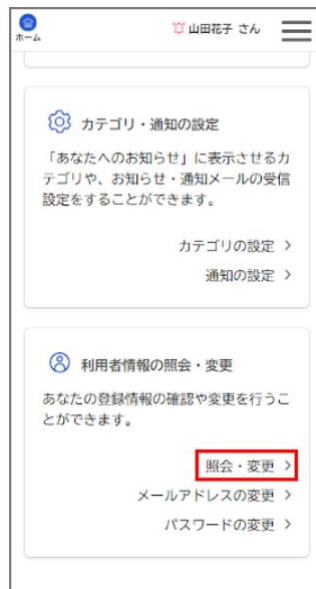 ホーム
山田花子 さん
カテゴリ・通知の設定
「あなたへのお知らせ」に表示させるカ
テゴリや、お知らせ・通知メールの受信
設定をすることができます。
カテゴリの設定 >
通知の設定 >
利用者情報の照会・変更
あなたの登録情報の確認や変更を行うこ
とができます。
照会・変更 >
メールアドレスの変更 >
パスワードの変更 >